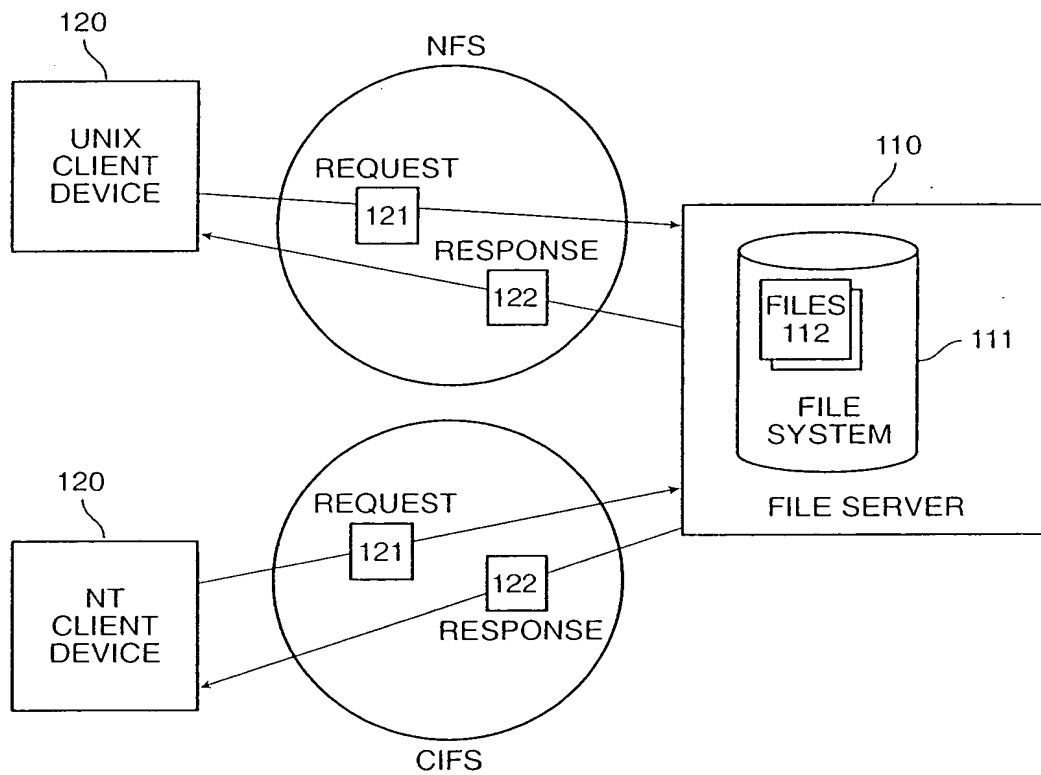 120
UNIX
CLIENT
DEVICE
NFS
REQUEST
121
RESPONSE
122
110
FILES
112
111
FILE
SYSTEM
FILE SERVER
120
NT
CLIENT
DEVICE
REQUEST
121
122
RESPONSE
CIFS